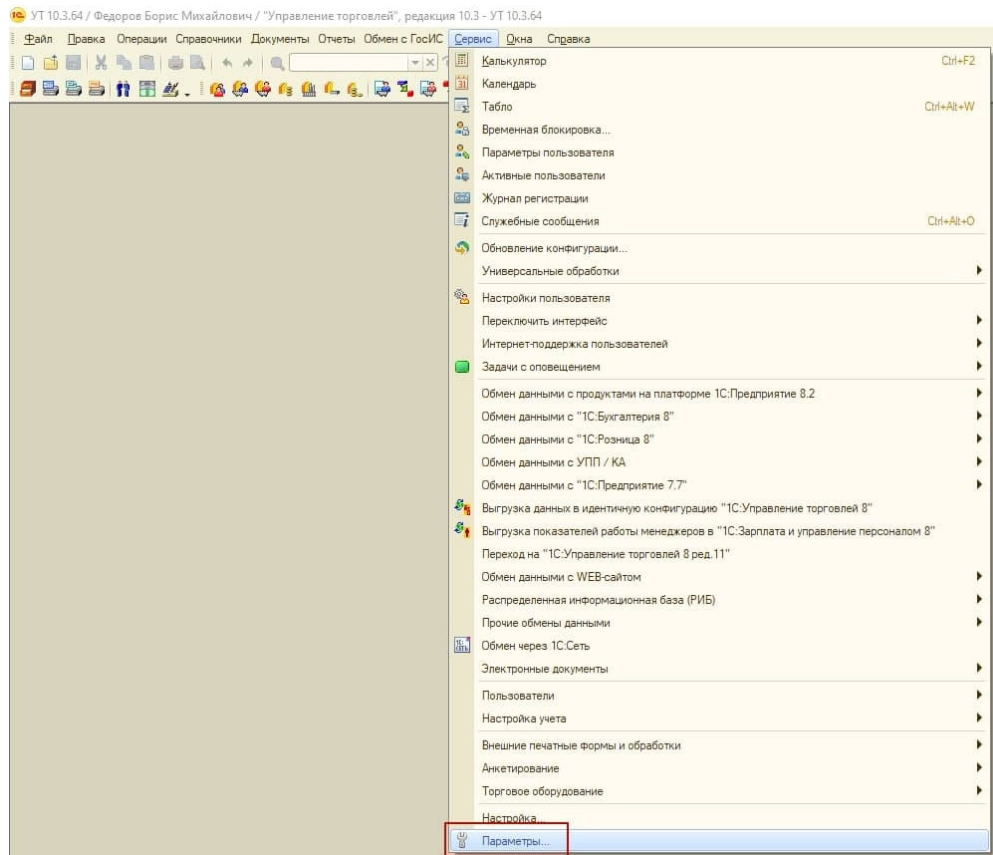 УТ 10.3.64 / Федоров Борис Михайлович / "Управление торговлей", редакция 10.3 - УТ 10.3.64
Файл Правка Операции Справочники Документы Отчеты Обмен с ГосИС Сервис Окна Справка
Калькулятор Ctrl+F2
Календарь
Табло Ctrl+Alt+W
Временная блокировка...
Параметры пользователя
Активные пользователи
Журнал регистрации
Служебные сообщения Ctrl+Alt+O
Обновление конфигурации...
Универсальные обработки
Настройки пользователя
Переключить интерфейс
Интернет-поддержка пользователей
Задачи с оповещением
Обмен данными с продуктами на платформе 1С:Предприятие 8.2
Обмен данными с "1С:Бухгалтерия 8"
Обмен данными с "1С:Розница 8"
Обмен данными с УПП / КА
Обмен данными с "1С:Предприятие 7.7"
Выгрузка данных в идентичную конфигурацию "1С:Управление торговлей 8"
Выгрузка показателей работы менеджеров в "1С:Зарплата и управление персоналом 8"
Переход на "1С:Управление торговлей 8 ред.11"
Обмен данными с WEB-сайтом
Распределенная информационная база (РИБ)
Прочие обмены данными
Обмен через 1С:Сеть
Электронные документы
Пользователи
Настройка учета
Внешние печатные формы и обработки
Анкетирование
Торговое оборудование
Настройка...
Параметры...